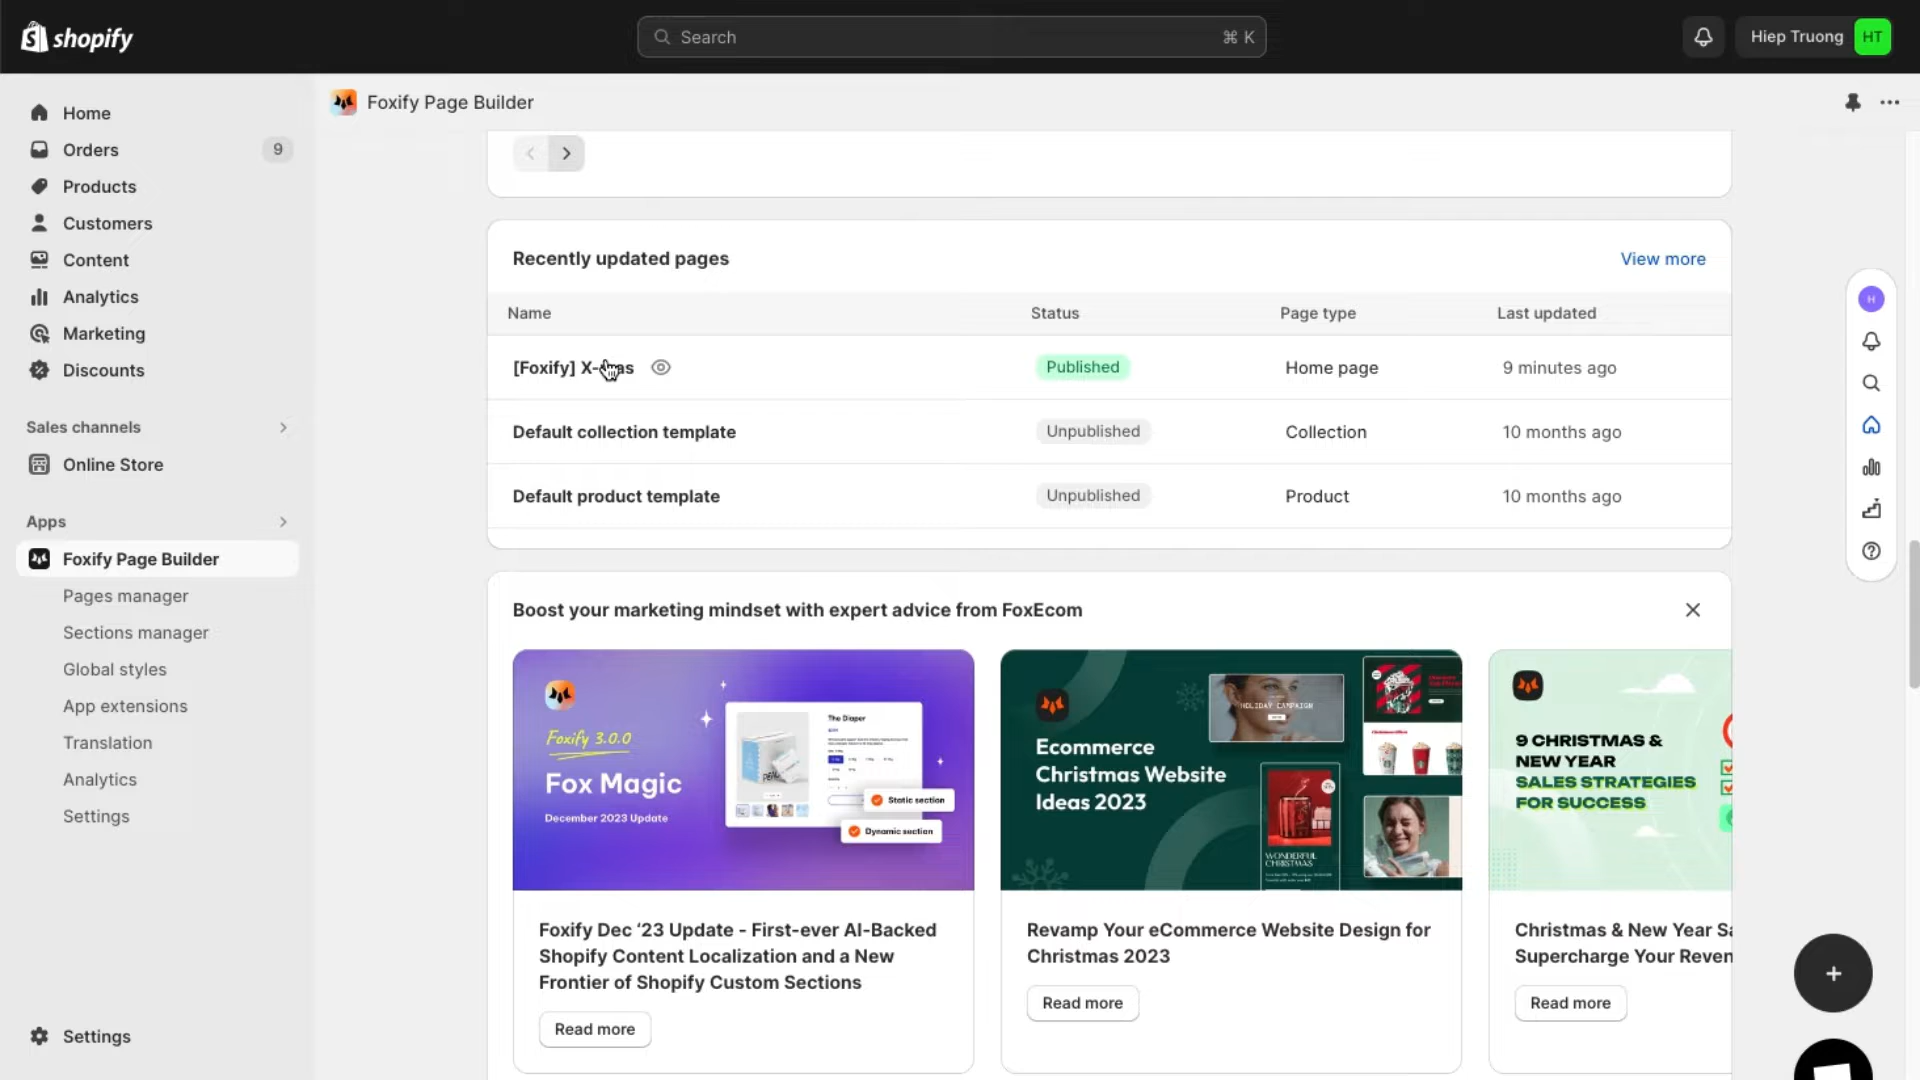 shopify
Search
⌘ K
Hiep Truong
HT
Home
Orders
9
Products
Customers
Content
Analytics
Marketing
Discounts
Sales channels
Online Store
Apps
Foxify Page Builder
Pages manager
Sections manager
Global styles
App extensions
Translation
Analytics
Settings
Settings
Foxify Page Builder
Recently updated pages
View more
Name
Status
Page type
Last updated
[Foxify]
Published
Home page
9 minutes ago
Default collection template
Unpublished
Collection
10 months ago
Default product template
Unpublished
Product
10 months ago
H
Boost your marketing mindset with expert advice from FoxEcom
Foxify 3.0.0
Fox Magic
December 2023 Update
The Diaper
Static section
Dynamic section
Foxify Dec ‘23 Update - First-ever AI-Backed
Shopify Content Localization and a New
Frontier of Shopify Custom Sections
Read more
Ecommerce
Christmas Website
Ideas 2023
HOLIDAY CAMPAIGN
WONDERFUL
CHRISTMAS
Revamp Your eCommerce Website Design for
Christmas 2023
Read more
9 CHRISTMAS &
NEW YEAR
SALES STRATEGIES
FOR SUCCESS
Christmas & New Year
Supercharge Your
Read more